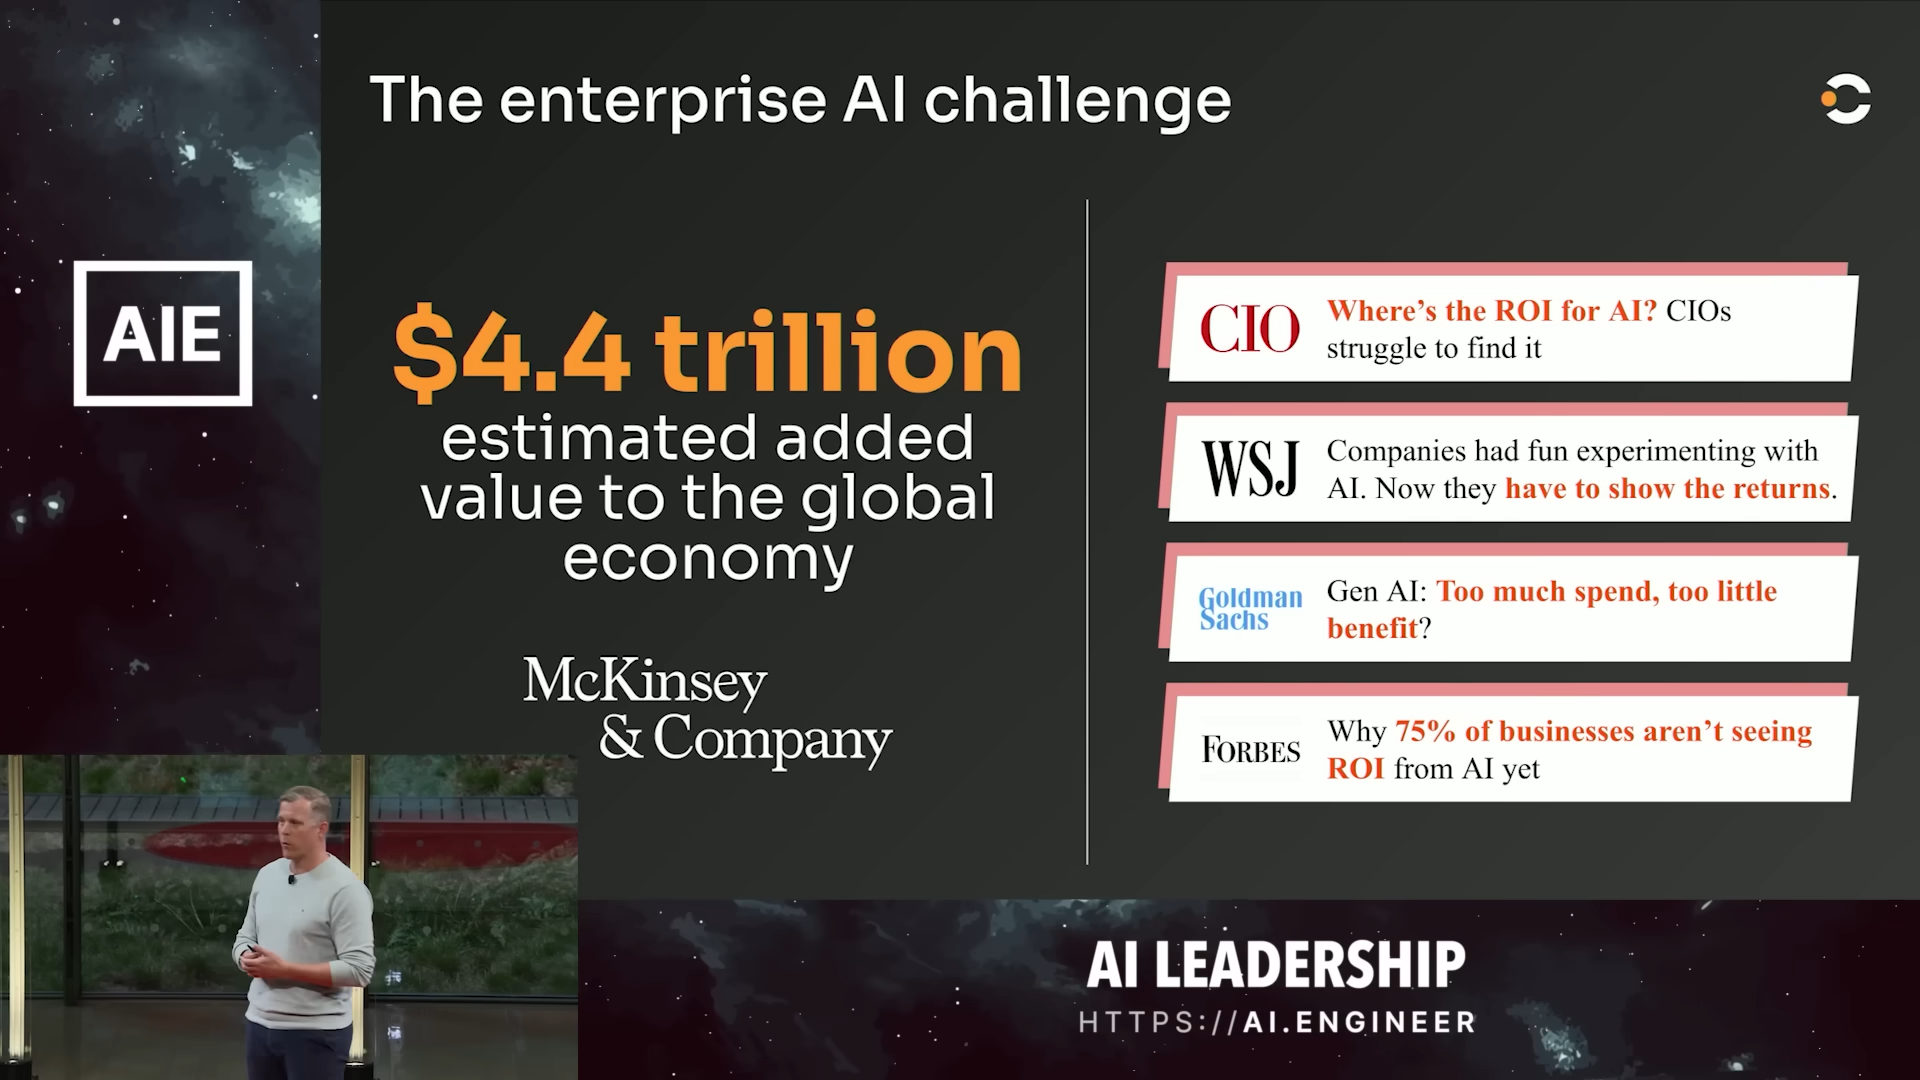 The enterprise AI challenge
AIE
$4.4 trillion
estimated added
value to the global
economy
McKinsey
& Company
CIO
Where's the ROI for AI? CIOs
struggle to find it
WSJ
Companies had fun experimenting with
AI. Now they have to show the returns.
Goldman
Sachs
Gen AI: Too much spend, too little
benefit?
FORBES
Why 75% of businesses aren't seeing
ROI from AI yet
AI LEADERSHIP
HTTPS://AI.ENGINEER